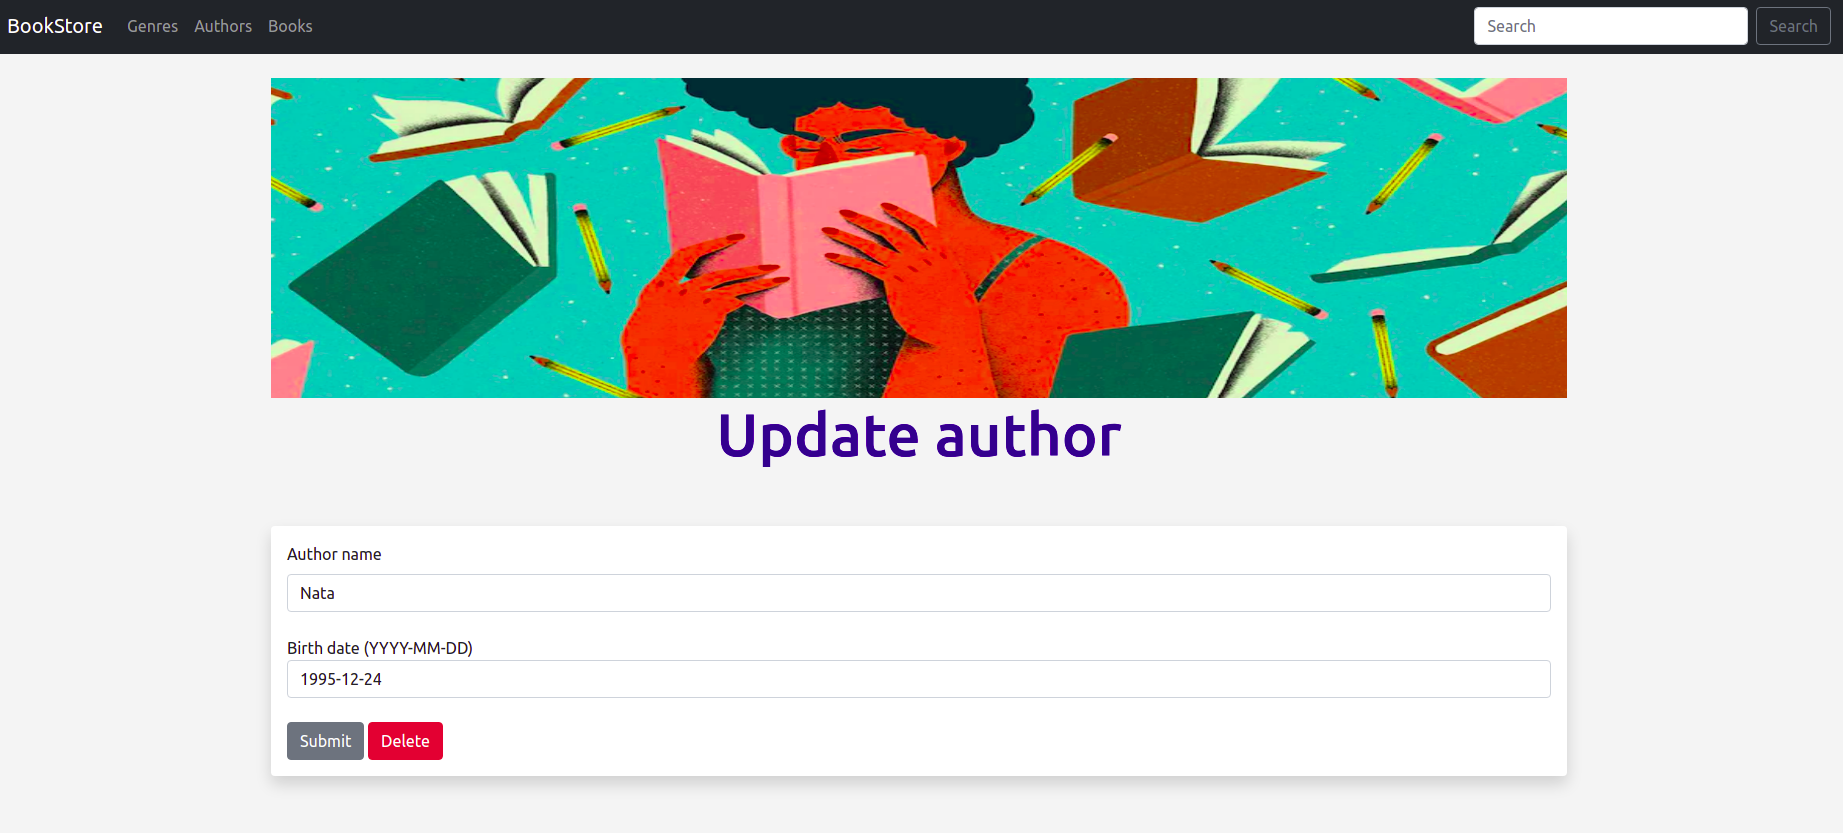 BookStore Genres Authors Books Search Search
Update author
Author name
Nata
Birth date (YYYY-MM-DD)
1995-12-24
Submit Delete